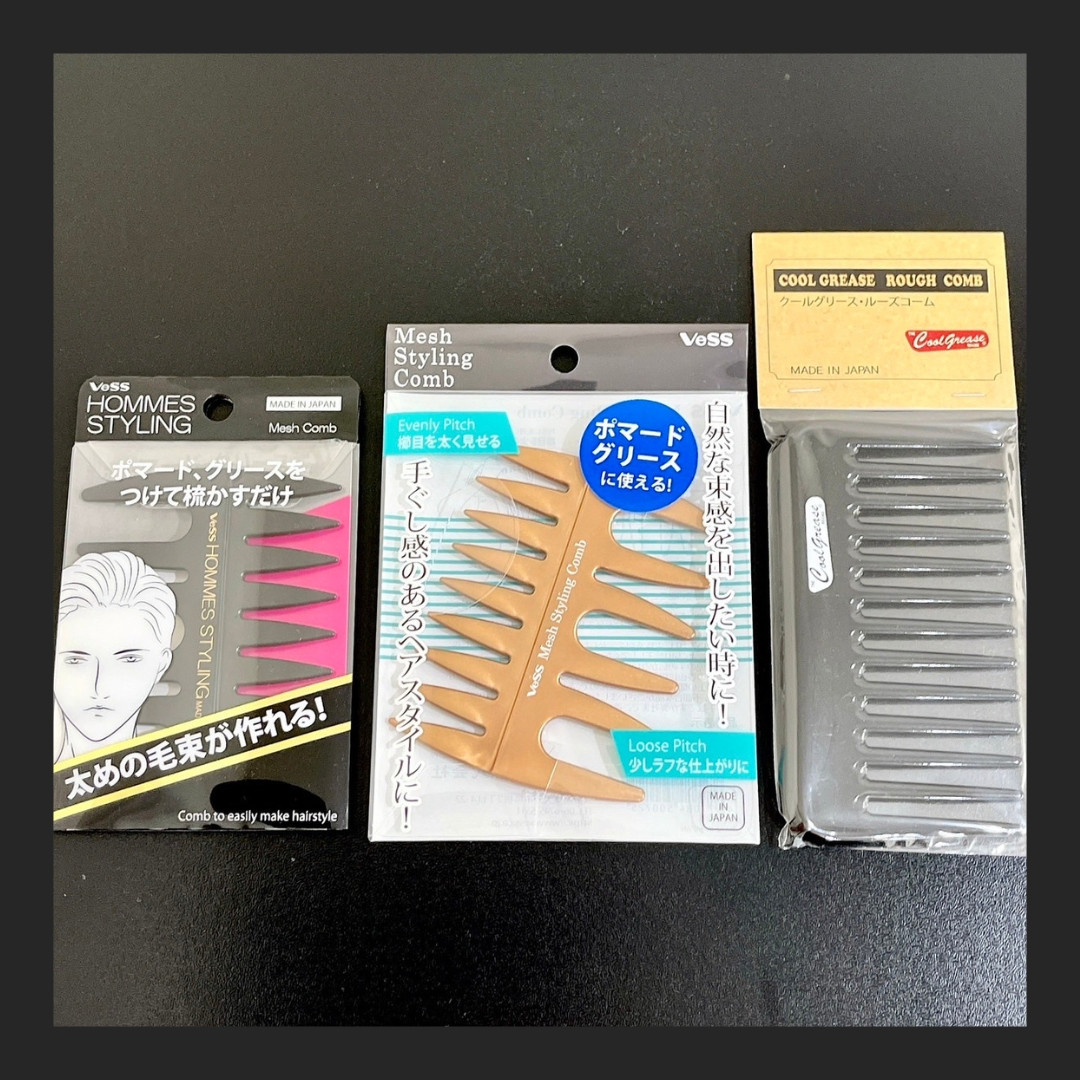 VeSS
HOMMES
STYLING
MADE IN JAPAN
Mesh Comb
ポマード、グリースを
つけて梳かすだけ
VeSS HOMMES STYLING
太めの毛束が作れる!
Comb to easily make hairstyle
Mesh
Styling
Comb
VeSS
Evenly Pitch
櫛目を太く見せる
ポマード
グリース
に使える!
自然な束感を出したい時に!
手ぐし感のあるヘアスタイルに!
VeSS Mesh Styling Comb
Loose Pitch
少しラフな仕上がりに
MADE
IN
JAPAN
COOL GREASE ROUGH COMB
クールグリース・ルーズコーム
CoolGrease
MADE IN JAPAN
CoolGrease